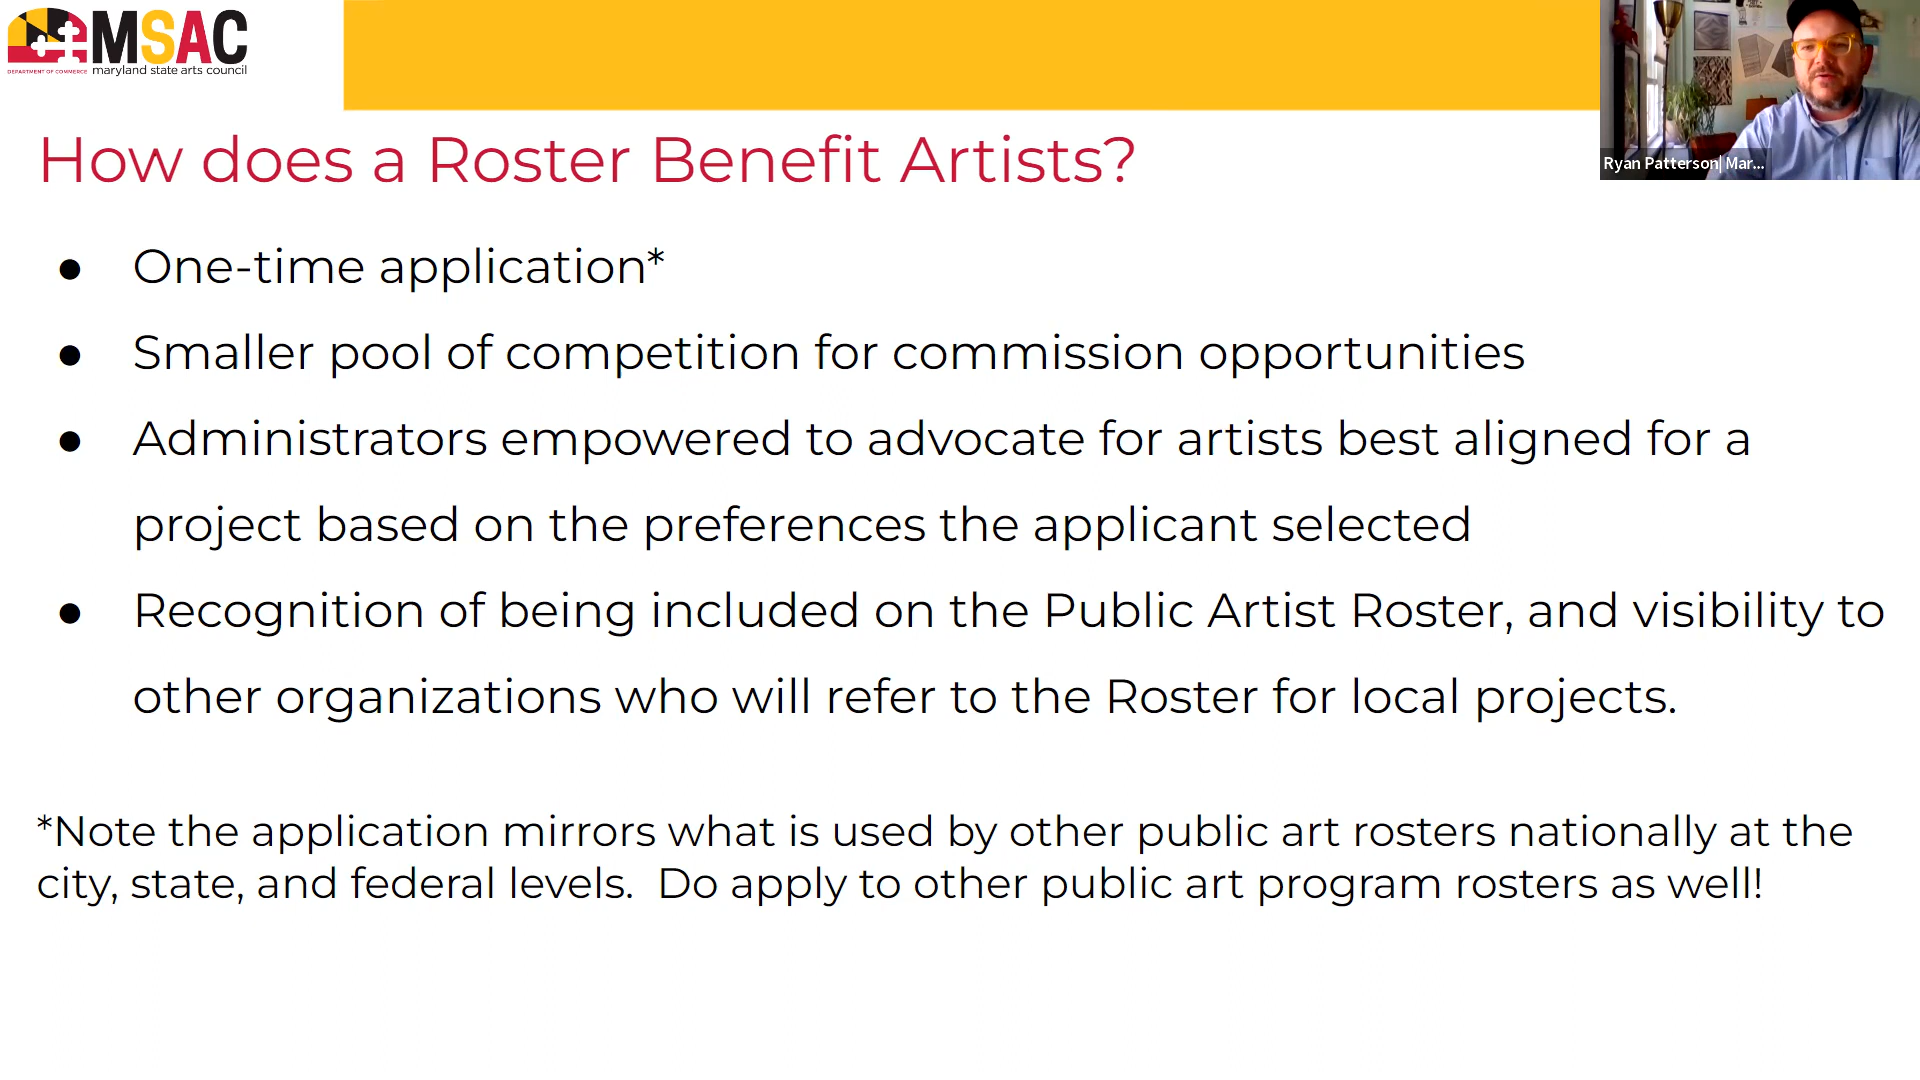 MSAC
DEPARTMENT OF COMMERCE maryland state arts council
Ryan Patterson| Mar...
How does a Roster Benefit Artists?
● One-time application*
● Smaller pool of competition for commission opportunities
● Administrators empowered to advocate for artists best aligned for a
project based on the preferences the applicant selected
● Recognition of being included on the Public Artist Roster, and visibility to
other organizations who will refer to the Roster for local projects.
*Note the application mirrors what is used by other public art rosters nationally at the
city, state, and federal levels.  Do apply to other public art program rosters as well!